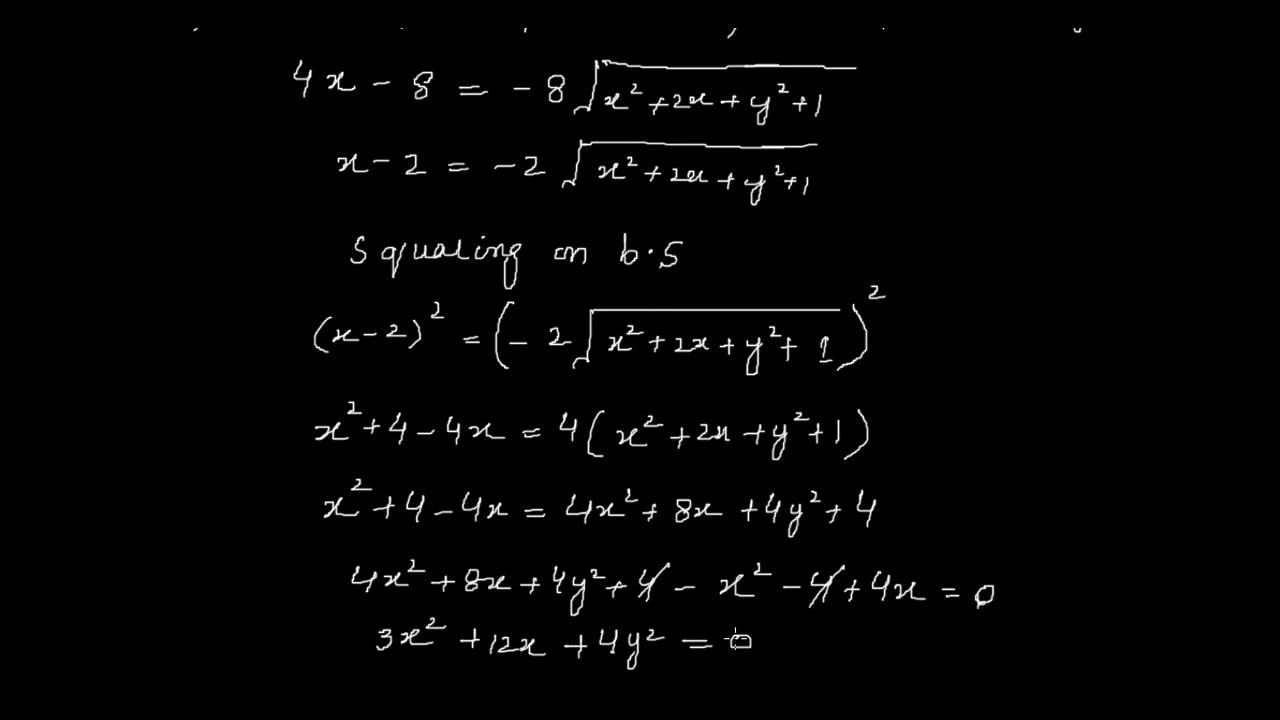 4x - 8 = -8√(x²+2x+y²+1)
x - 2 = -2√(x²+2x+y²+1)
Squaring on b.s
(x-2)² = (-2√(x²+2x+y²+1))²
x²+4-4x = 4(x²+2x+y²+1)
x²+4-4x = 4x²+8x+4y²+4
4x²+8x+4y²+4-x²-4+4x = 0
3x²+12x+4y² = 0